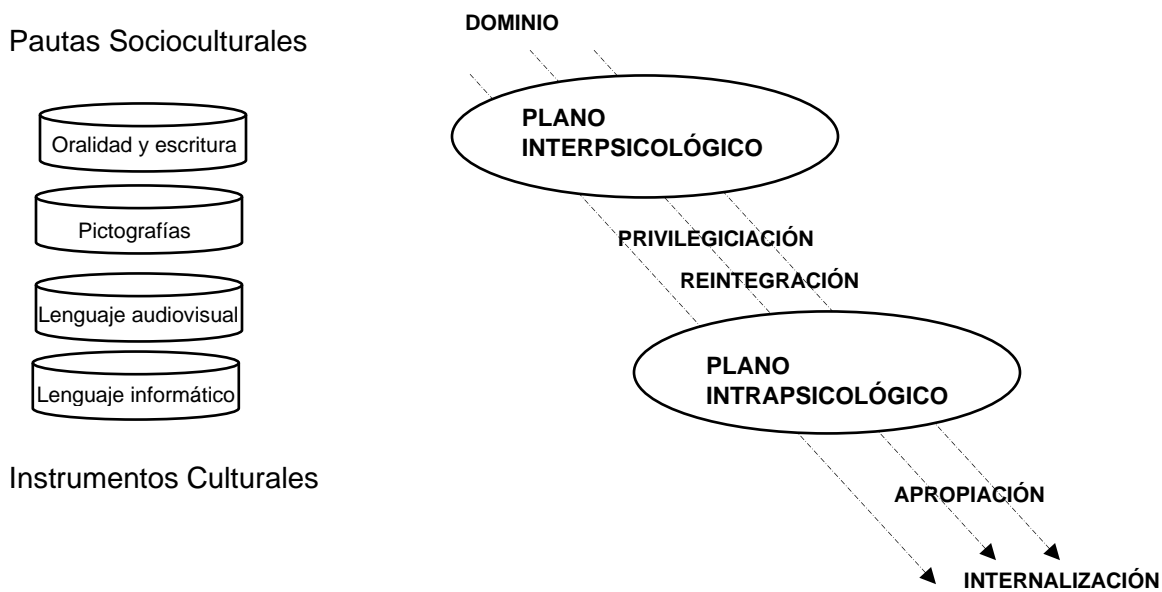 Pautas Socioculturales
Oralidad y escritura
Pictografías
Lenguaje audiovisual
Lenguaje informático
Instrumentos Culturales
DOMINIO
PLANO
INTERPSICOLÓGICO
PRIVILEGICIACIÓN
REINTEGRACIÓN
PLANO
INTRAPSICOLÓGICO
APROPIACIÓN
INTERNALIZACIÓN